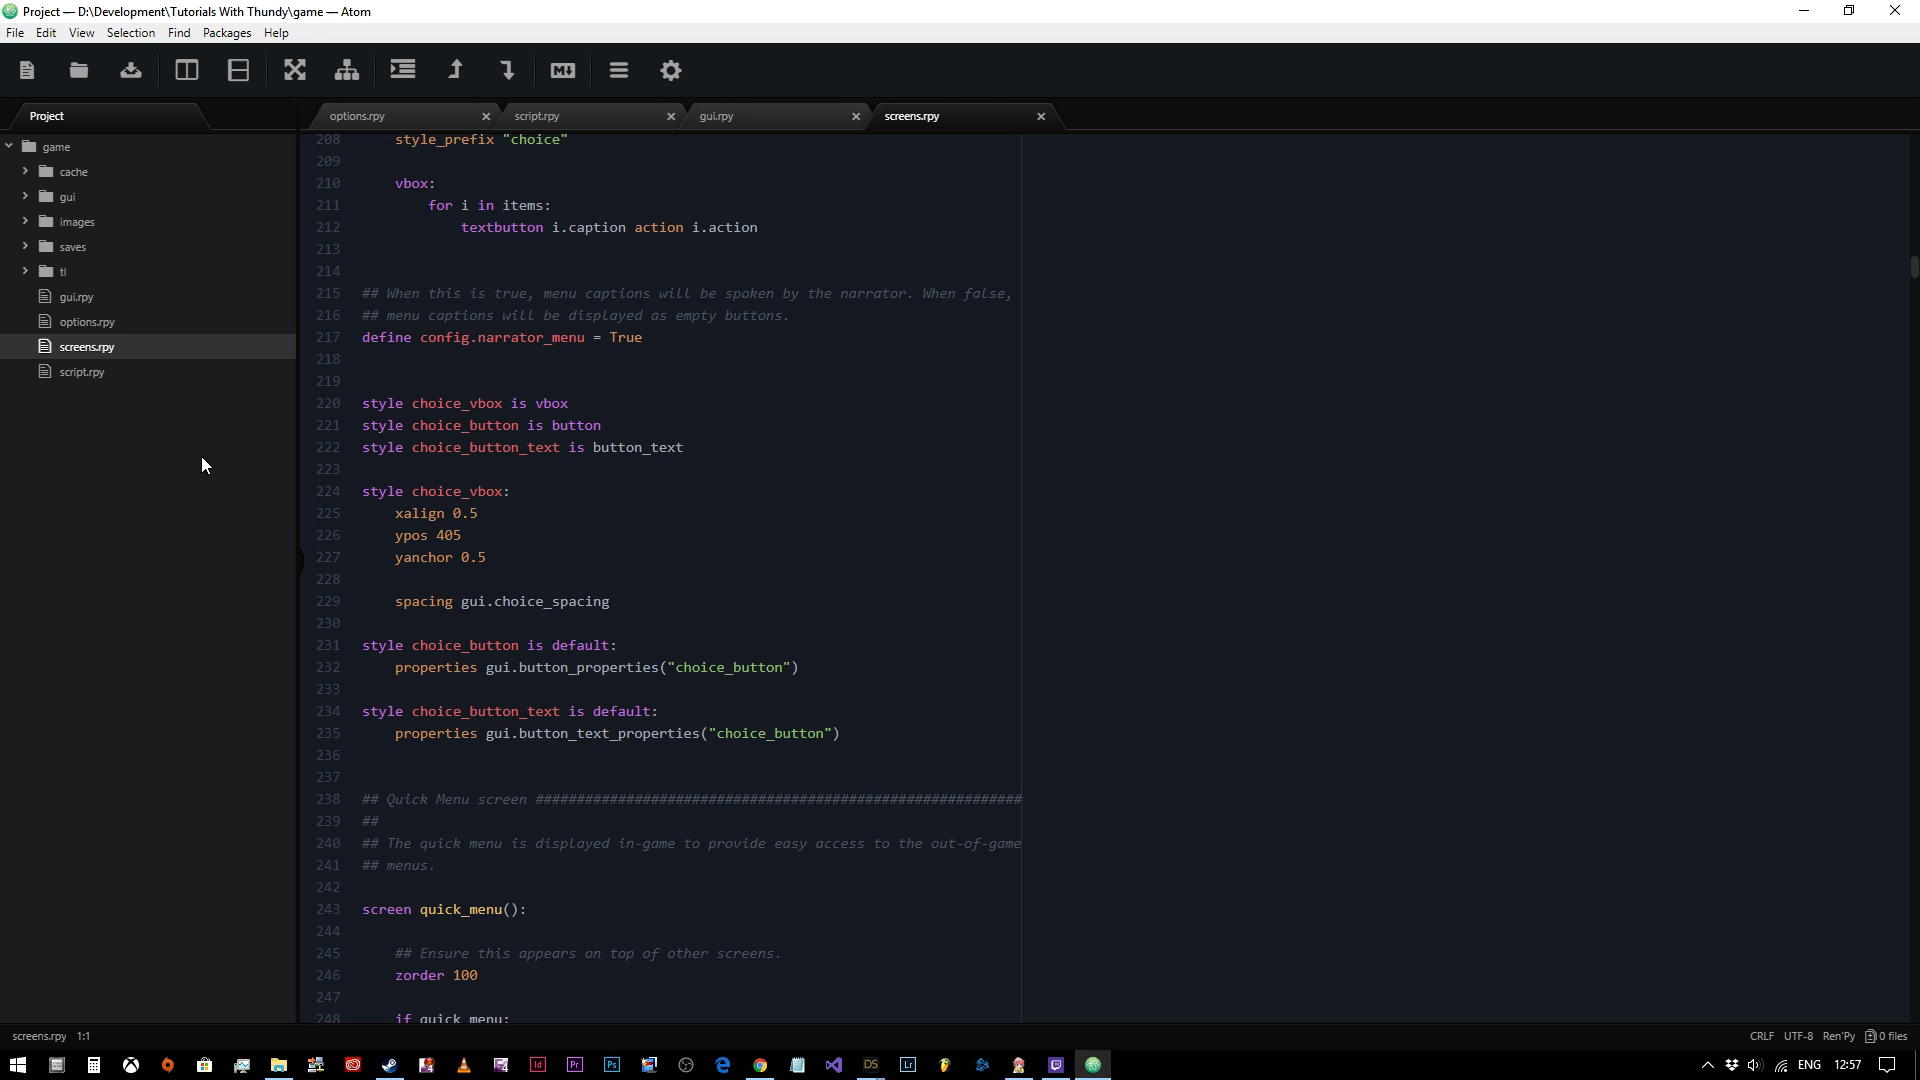 Project — D:\Development\Tutorials With Thundy\game — Atom
File Edit View Selection Find Packages Help
Project
options.rpy
script.rpy
gui.rpy
screens.rpy
game
cache
gui
images
saves
tl
gui.rpy
options.rpy
screens.rpy
script.rpy
208 style_prefix "choice"
209
210 vbox:
211 for i in items:
212 textbutton i.caption action i.action
213
214
215 ## When this is true, menu captions will be spoken by the narrator. When false,
216 ## menu captions will be displayed as empty buttons.
217 define config.narrator_menu = True
218
219
220 style choice_vbox is vbox
221 style choice_button is button
222 style choice_button_text is button_text
223
224 style choice_vbox:
225 xalign 0.5
226 ypos 405
227 yanchor 0.5
228
229 spacing gui.choice_spacing
230
231 style choice_button is default:
232 properties gui.button_properties("choice_button")
233
234 style choice_button_text is default:
235 properties gui.button_text_properties("choice_button")
236
237
238 ## Quick Menu screen ###########################################################
239 ##
240 ## The quick menu is displayed in-game to provide easy access to the out-of-game
241 ## menus.
242
243 screen quick_menu():
244
245 ## Ensure this appears on top of other screens.
246 zorder 100
247
248 if quick_menu:
screens.rpy 1:1
CRLF UTF-8 Ren'Py 0 files
Id Pr Ps DS Lr
ENG 12:57